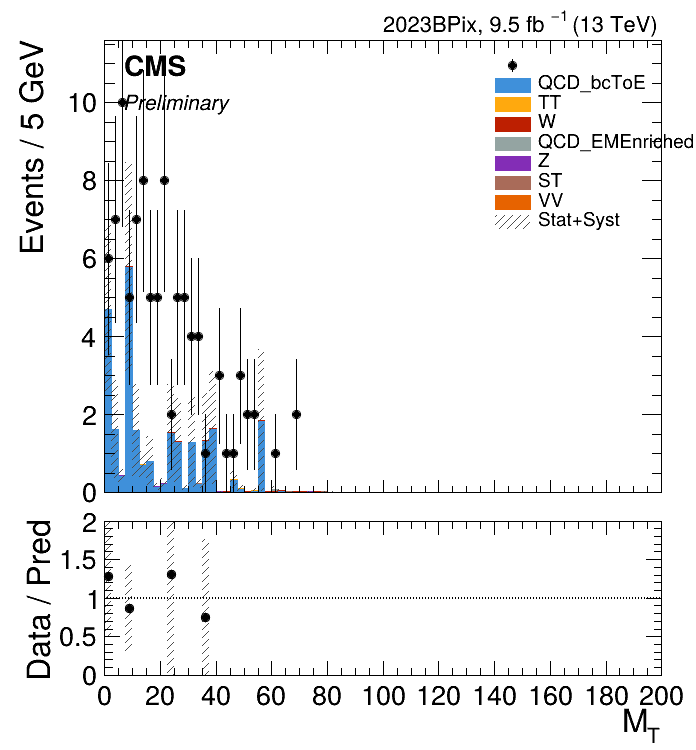 2023BPix, 9.5 fb ⁻¹ (13 TeV)
Events / 5 GeV
CMS
Preliminary
QCD_bcToE
TT
W
QCD_EMEnriched
Z
ST
VV
Stat+Syst
10
8
6
4
2
0
Data / Pred
2
1.5
1
0.5
0
0 20 40 60 80 100 120 140 160 180 200
M_T